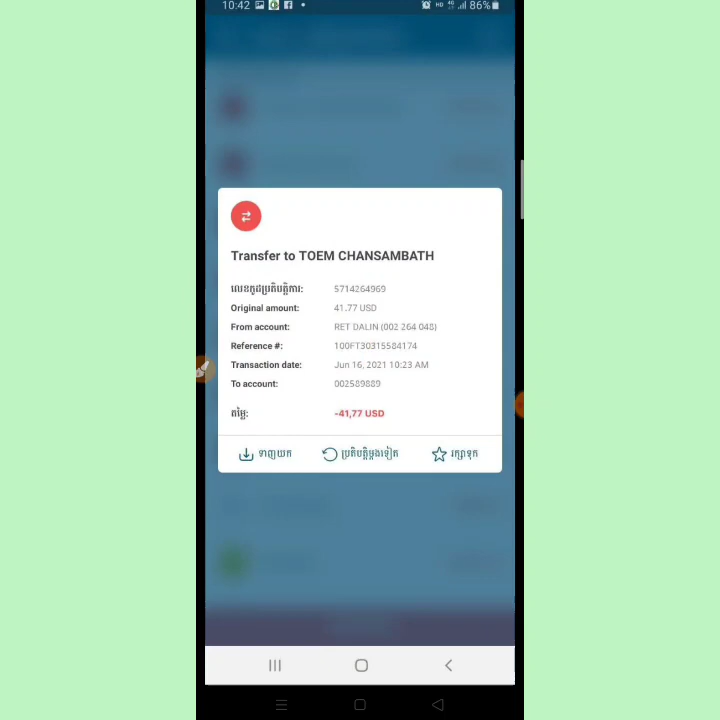 10:42
HD 4G 86%
Transfer to TOEM CHANSAMBATH
លេខកូដប្រតិបត្តិការ: 5714264969
Original amount: 41.77 USD
From account: RET DALIN (002 264 048)
Reference #: 100FT30315584174
Transaction date: Jun 16, 2021 10:23 AM
To account: 002589889
តម្លៃ: -41,77 USD
ទាញយក ប្រតិបត្តិម្តងទៀត រក្សាទុក